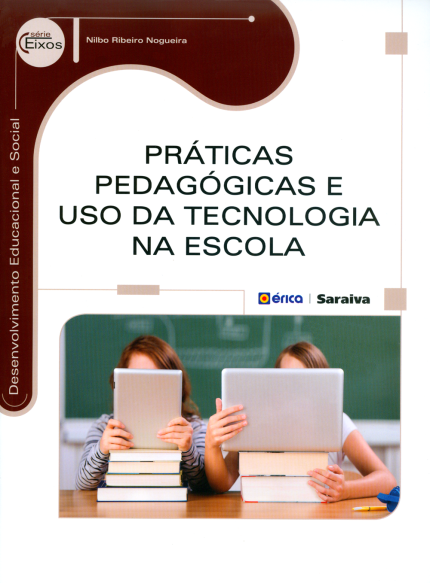 série
Eixos
Nilbo Ribeiro Nogueira
Desenvolvimento Educacional e Social
PRÁTICAS
PEDAGÓGICAS E
USO DA TECNOLOGIA
NA ESCOLA
érica | Saraiva